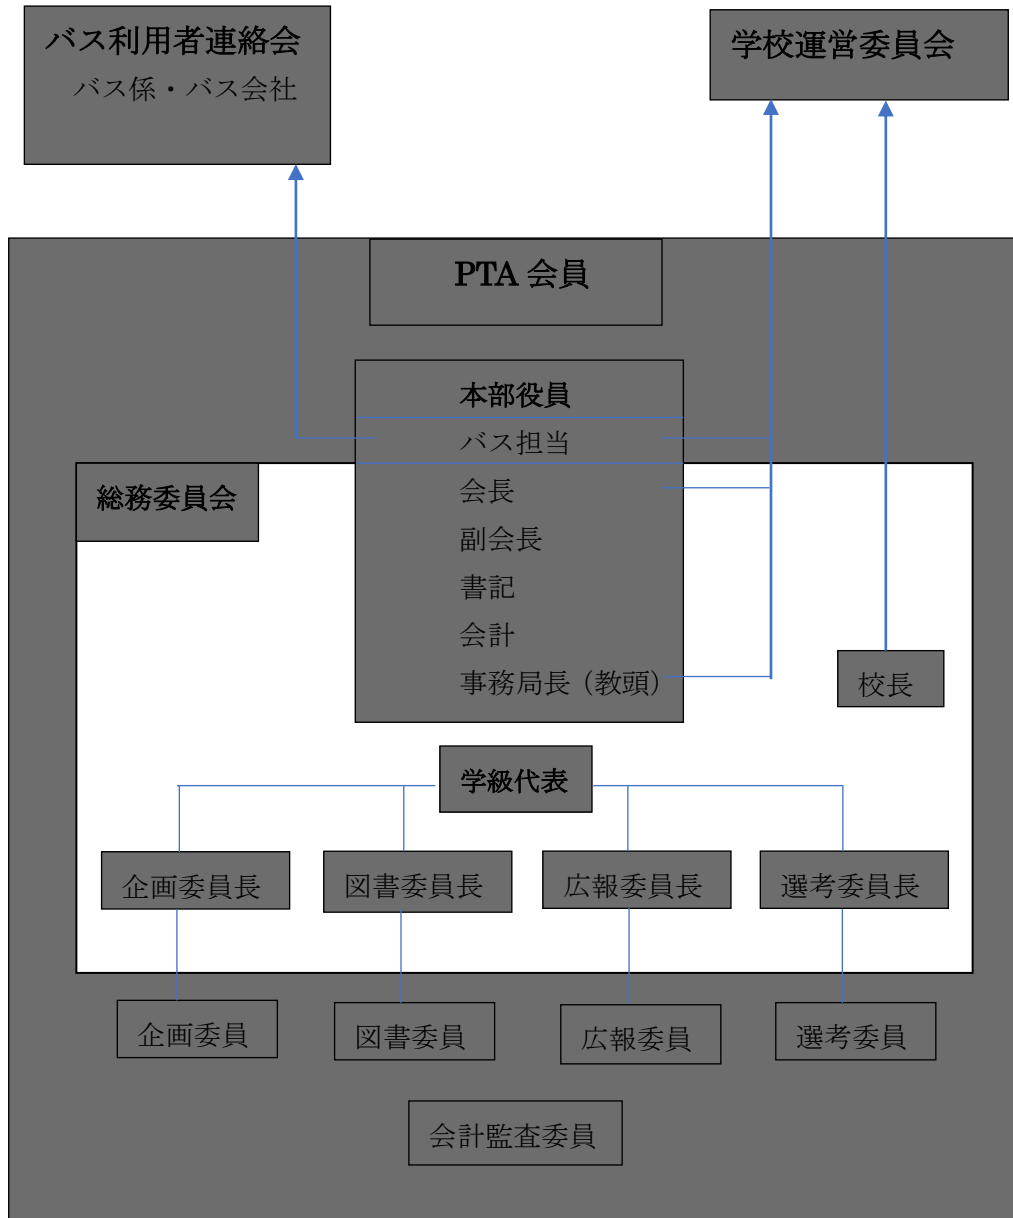 バス利用者連絡会
バス係・バス会社
学校運営委員会
PTA 会員
本部役員
バス担当
総務委員会
会長
副会長
書記
会計
事務局長（教頭）
校長
学級代表
企画委員長
図書委員長
広報委員長
選考委員長
企画委員
図書委員
広報委員
選考委員
会計監査委員